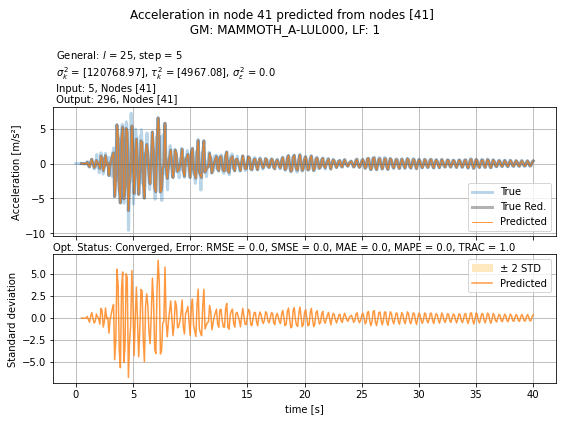 Acceleration in node 41 predicted from nodes [41]
GM: MAMMOTH_A-LUL000, LF: 1
General: l = 25, step = 5
σ²ₖ = [120768.97], τ²ₖ = [4967.08], σ²_ε = 0.0
Input: 5, Nodes [41]
Output: 296, Nodes [41]
Acceleration [m/s²]
5
0
−5
−10
True
True Red.
Predicted
Opt. Status: Converged, Error: RMSE = 0.0, SMSE = 0.0, MAE = 0.0, MAPE = 0.0, TRAC = 1.0
Standard deviation
5.0
2.5
0.0
−2.5
−5.0
± 2 STD
Predicted
0 5 10 15 20 25 30 35 40
time [s]